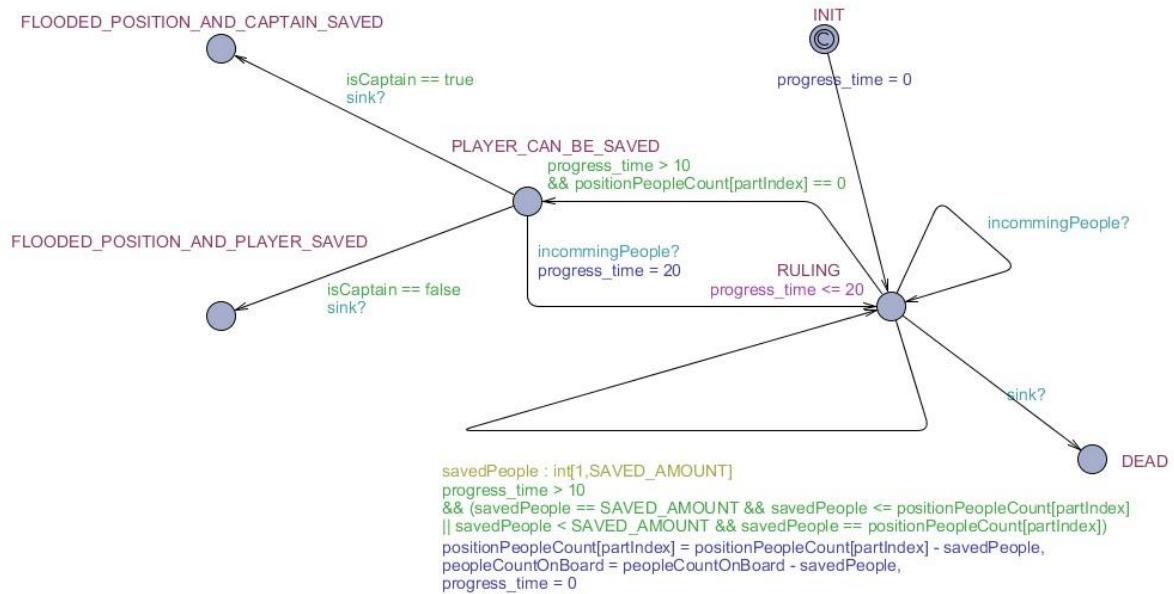 INIT
FLOODED_POSITION_AND_CAPTAIN_SAVED
C
progress_time = 0
isCaptain == true
sink?
PLAYER_CAN_BE_SAVED
progress_time > 10
&& positionPeopleCount[partIndex] == 0
incommingPeople?
FLOODED_POSITION_AND_PLAYER_SAVED
incommingPeople?
progress_time = 20
RULING
progress_time <= 20
isCaptain == false
sink?
sink?
DEAD
savedPeople : int[1,SAVED_AMOUNT]
progress_time > 10
&& (savedPeople == SAVED_AMOUNT && savedPeople <= positionPeopleCount[partIndex]
|| savedPeople < SAVED_AMOUNT && savedPeople == positionPeopleCount[partIndex])
positionPeopleCount[partIndex] = positionPeopleCount[partIndex] - savedPeople,
peopleCountOnBoard = peopleCountOnBoard - savedPeople,
progress_time = 0